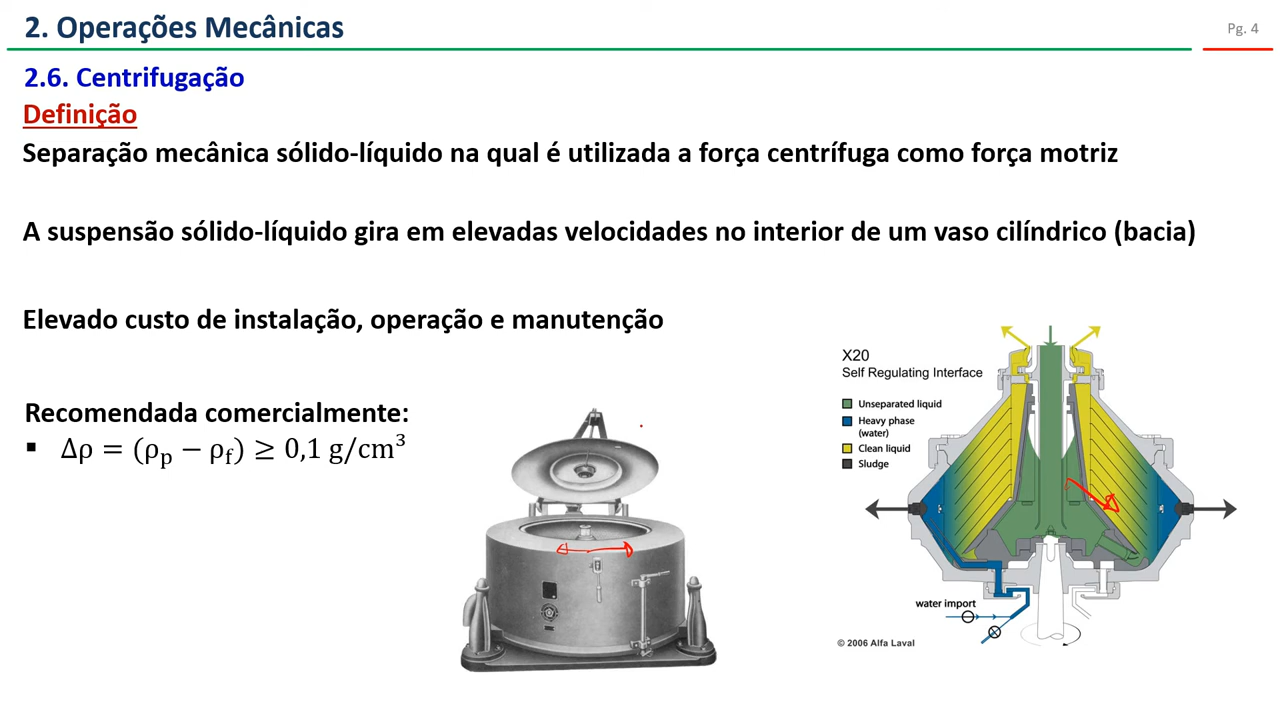 2. Operações Mecânicas
Pg. 4
2.6. Centrifugação
Definição
Separação mecânica sólido-líquido na qual é utilizada a força centrífuga como força motriz
A suspensão sólido-líquido gira em elevadas velocidades no interior de um vaso cilíndrico (bacia)
Elevado custo de instalação, operação e manutenção
Recomendada comercialmente:
▪ Δρ = (ρₚ − ρf) ≥ 0,1 g/cm³
X20
Self Regulating Interface
Unseparated liquid
Heavy phase
(water)
Clean liquid
Sludge
water import
© 2006 Alfa Laval